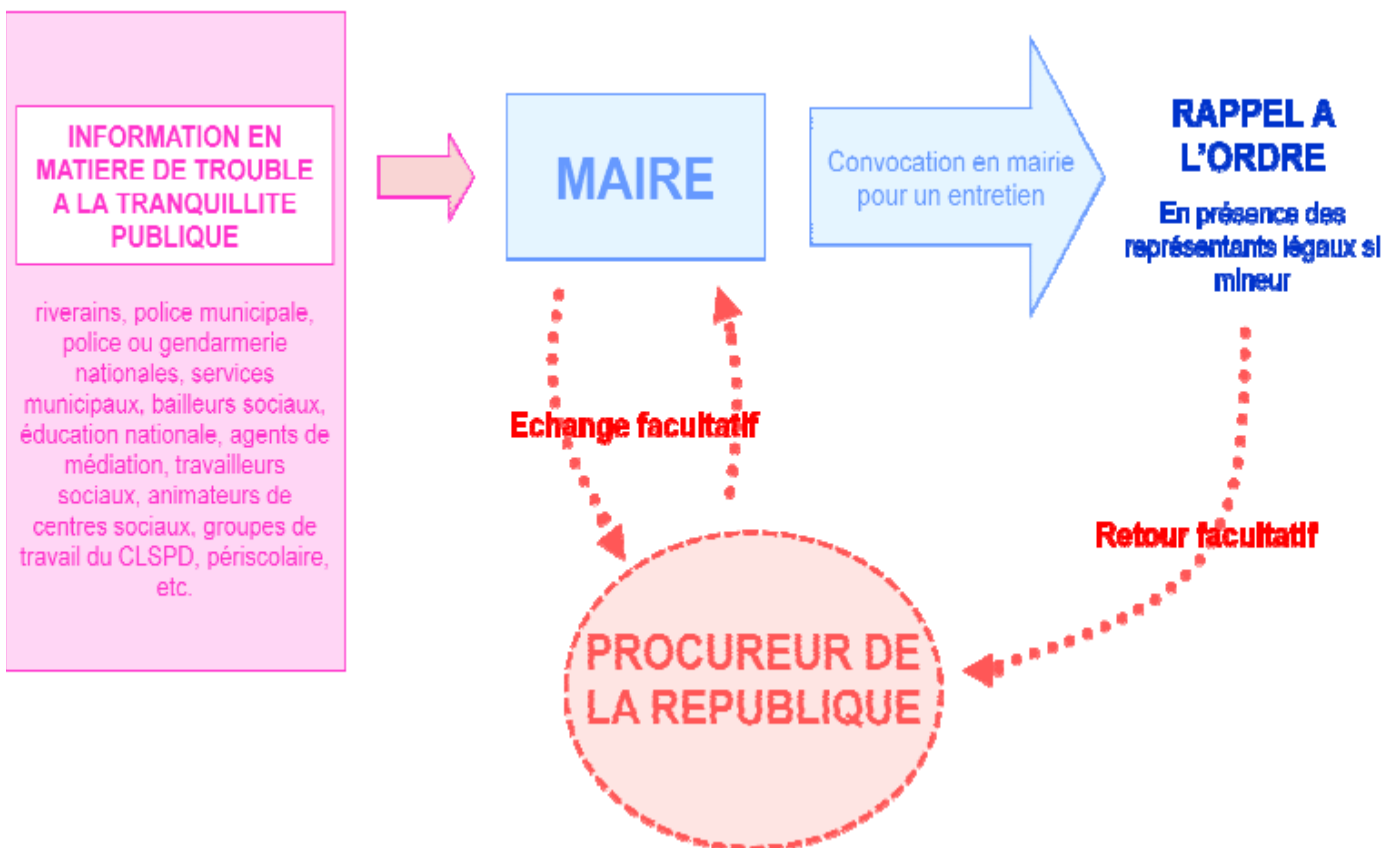 INFORMATION EN
MATIERE DE TROUBLE
A LA TRANQUILLITE
PUBLIQUE
riverains, police municipale,
police ou gendarmerie
nationales, services
municipaux, bailleurs sociaux,
éducation nationale, agents de
médiation, travailleurs
sociaux, animateurs de
centres sociaux, groupes de
travail du CLSPD, périscolaire,
etc.
MAIRE
Convocation en mairie
pour un entretien
RAPPEL A
L'ORDRE
En présence des
représentants légaux si
mineur
Echange facultatif
Retour facultatif
PROCUREUR DE
LA REPUBLIQUE